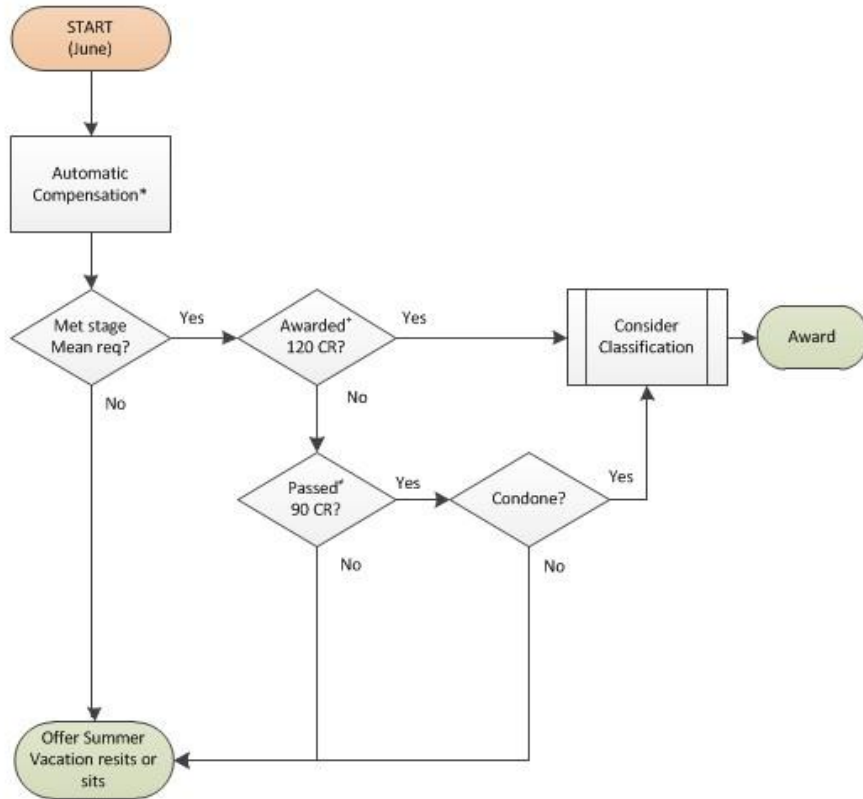 START
(June)
Automatic
Compensation*
Met stage
Mean req?
Yes
Awarded⁺
120 CR?
Yes
Consider
Classification
Award
No
No
Passed≠
90 CR?
Yes
Condone?
Yes
No
No
Offer Summer
Vacation resits or
sits